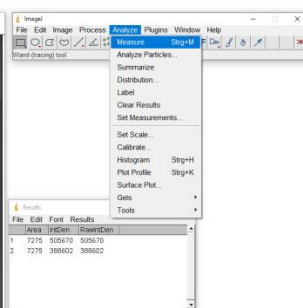 ImageJ
File Edit Image Process Analyze Plugins Window Help
Dev
Wand (tracing) tool
Measure Strg+M
Analyze Particles...
Summarize
Distribution...
Label
Clear Results
Set Measurements...
Set Scale...
Calibrate...
Histogram Strg+H
Plot Profile Strg+K
Surface Plot...
Gels
Tools
Results
File Edit Font Results
Area IntDen RawIntDen
1 7275 505670 505670
2 7275 388602 388602